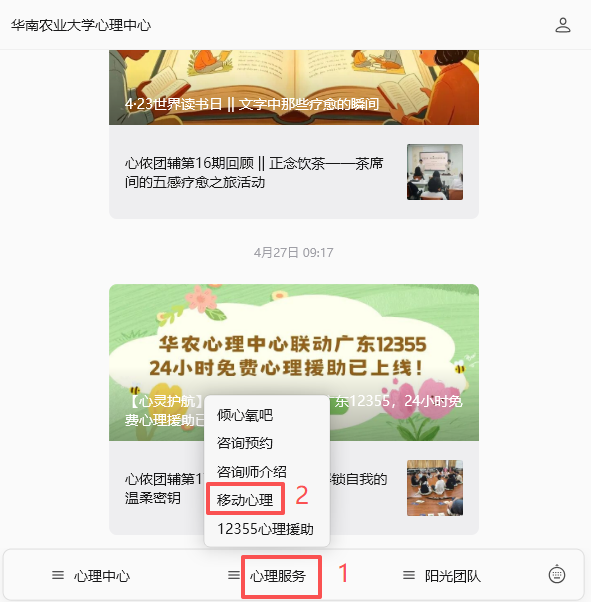 华南农业大学心理中心
4·23世界读书日 || 文字中那些疗愈的瞬间
心侬团辅第16期回顾 || 正念饮茶——茶席
间的五感疗愈之旅活动
4月27日 09:17
华农心理中心联动广东12355
24小时免费心理援助已上线！
【心灵护航】
广东12355，24小时免
费心理援助已
倾心氧吧
咨询预约
咨询师介绍
移动心理
2
12355心理援助
心侬团辅第1
解锁自我的
温柔密钥
心理中心
心理服务
1
阳光团队